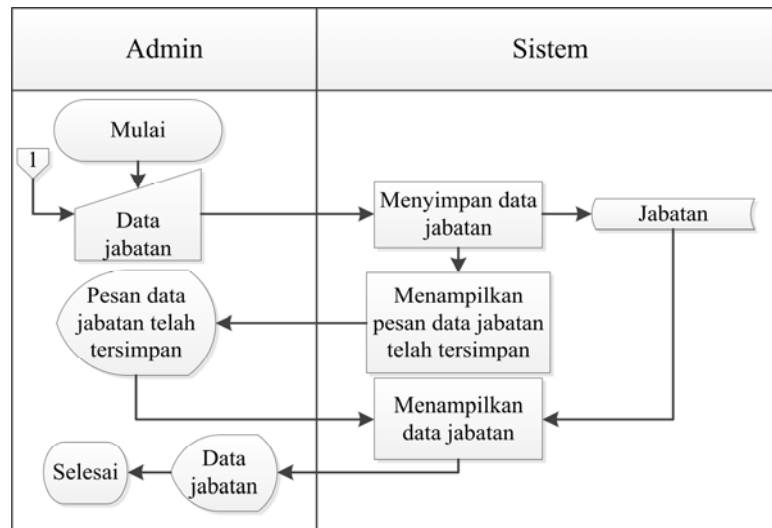 Admin
Sistem
Mulai
1
Data
jabatan
Menyimpan data
jabatan
Jabatan
Pesan data
jabatan telah
tersimpan
Menampilkan
pesan data jabatan
telah tersimpan
Menampilkan
data jabatan
Selesai
Data
jabatan